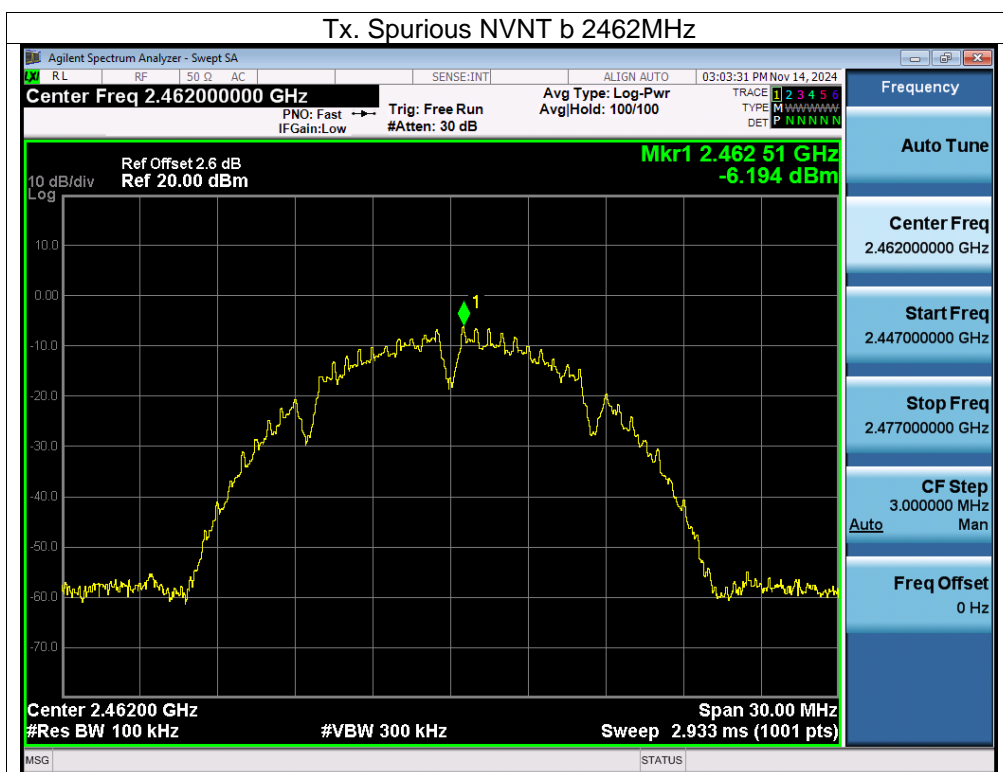 Tx. Spurious NVNT b 2462MHz
Agilent Spectrum Analyzer - Swept SA
LXI RL RF 50 Ω AC SENSE:INT ALIGN AUTO 03:03:31 PM Nov 14, 2024
Center Freq 2.462000000 GHz
PNO: Fast
IFGain:Low
Trig: Free Run
#Atten: 30 dB
Avg Type: Log-Pwr
Avg|Hold: 100/100
TRACE 1 2 3 4 5 6
TYPE M WWWWW
DET P N N N N N
Ref Offset 2.6 dB
Ref 20.00 dBm
10 dB/div
Log
Mkr1 2.462 51 GHz
-6.194 dBm
10.0
0.00
-10.0
-20.0
-30.0
-40.0
-50.0
-60.0
-70.0
1
Center 2.46200 GHz
Span 30.00 MHz
#Res BW 100 kHz
#VBW 300 kHz
Sweep 2.933 ms (1001 pts)
MSG
STATUS
Frequency
Auto Tune
Center Freq
2.462000000 GHz
Start Freq
2.447000000 GHz
Stop Freq
2.477000000 GHz
CF Step
3.000000 MHz
Auto Man
Freq Offset
0 Hz